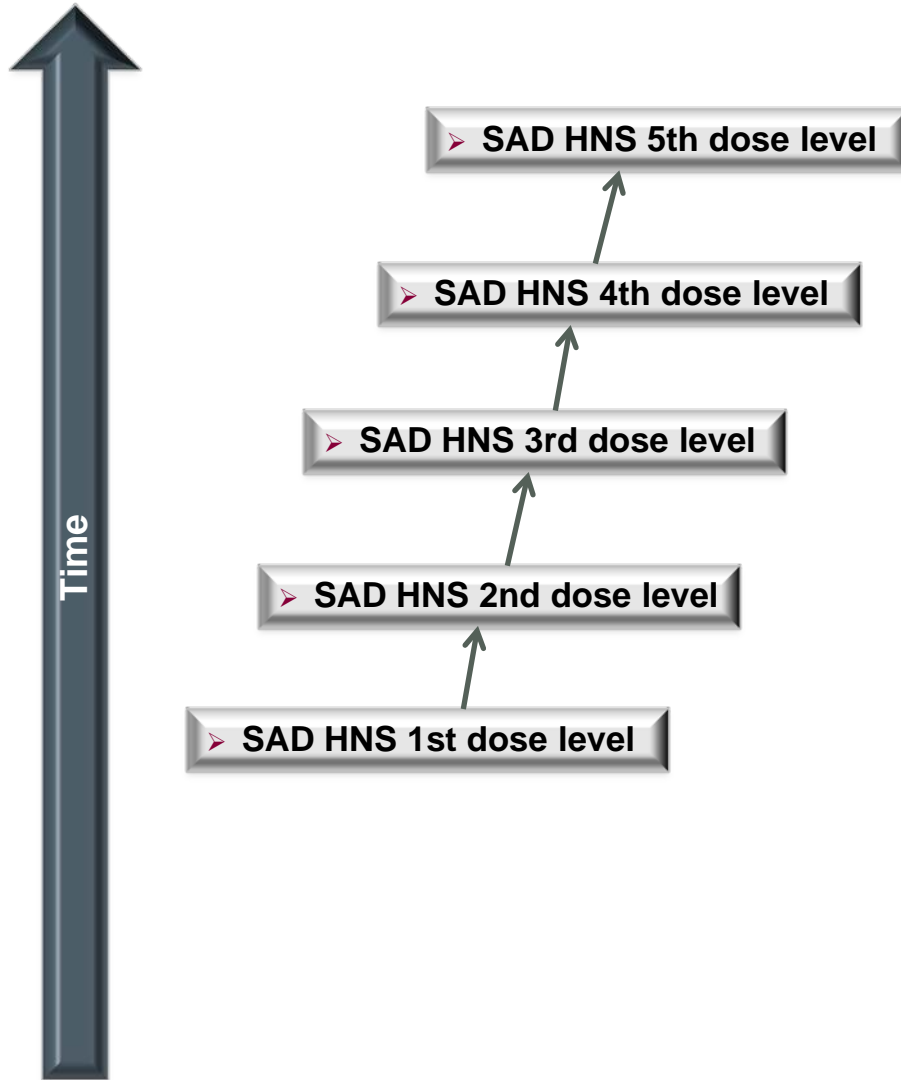 ➢ SAD HNS 5th dose level
➢ SAD HNS 4th dose level
➢ SAD HNS 3rd dose level
Time
➢ SAD HNS 2nd dose level
➢ SAD HNS 1st dose level